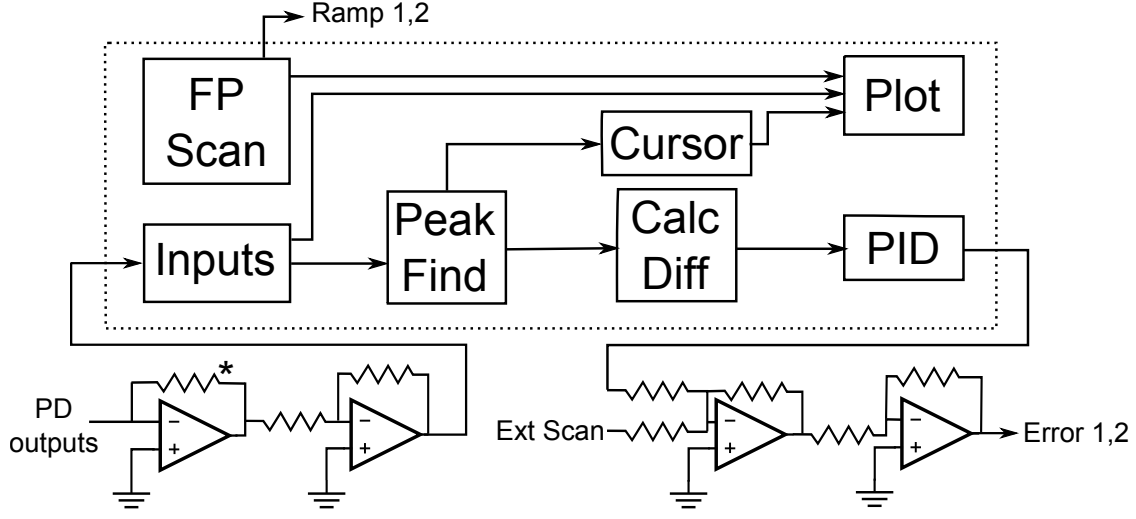 Ramp 1,2
FP
Scan
Plot
Cursor
Inputs
Peak
Find
Calc
Diff
PID
*
PD
outputs
−
+
−
+
Ext Scan
−
+
−
+
Error 1,2